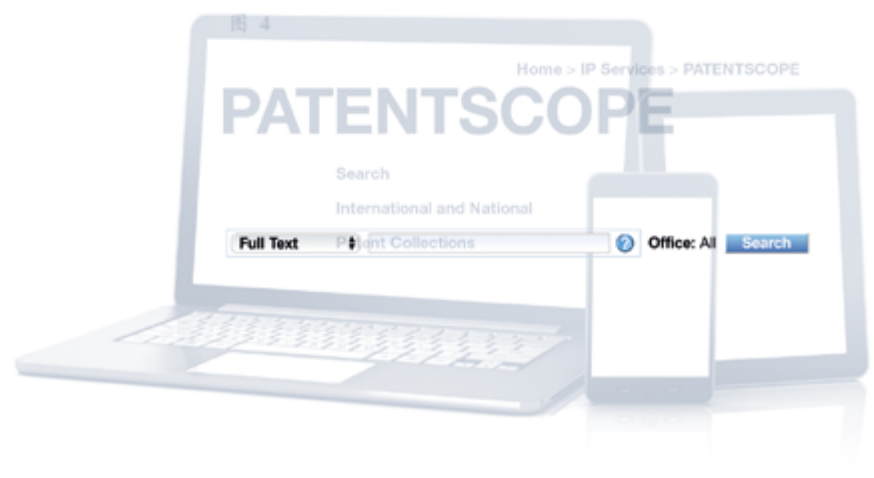 图 4
Home > IP Services > PATENTSCOPE
PATENTSCOPE
Search
International and National
Full Text Patent Collections ? Office: All Search